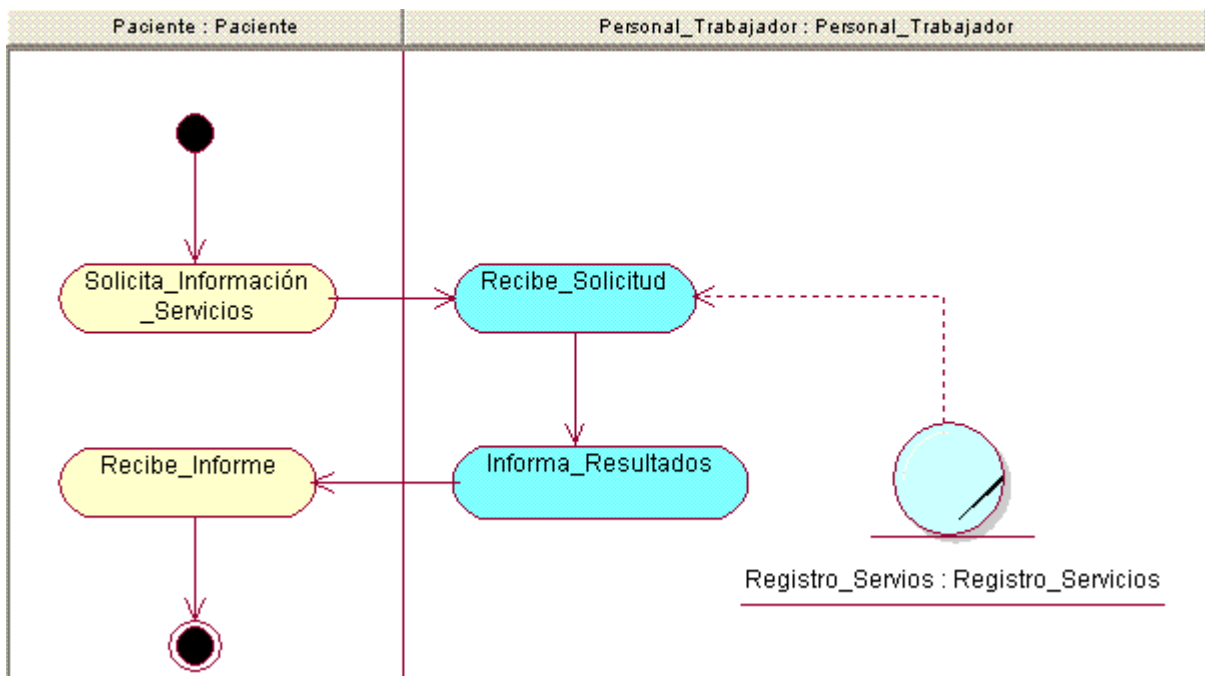 Paciente : Paciente
Personal_Trabajador : Personal_Trabajador
Solicita_Información
_Servicios
Recibe_Solicitud
Recibe_Informe
Informa_Resultados
Registro_Servios : Registro_Servicios